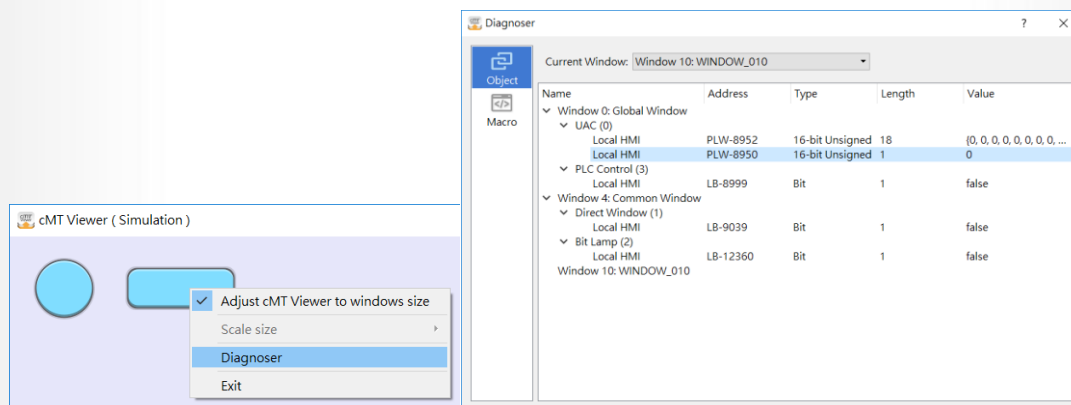 cMT Viewer ( Simulation )
Adjust cMT Viewer to windows size
Scale size
Diagnoser
Exit
Diagnoser
? ×
Object
Macro
Current Window: Window 10: WINDOW_010
Name Address Type Length Value
Window 0: Global Window
UAC (0)
Local HMI PLW-8952 16-bit Unsigned 18 {0, 0, 0, 0, 0, 0, 0, 0, ...
Local HMI PLW-8950 16-bit Unsigned 1 0
PLC Control (3)
Local HMI LB-8999 Bit 1 false
Window 4: Common Window
Direct Window (1)
Local HMI LB-9039 Bit 1 false
Bit Lamp (2)
Local HMI LB-12360 Bit 1 false
Window 10: WINDOW_010